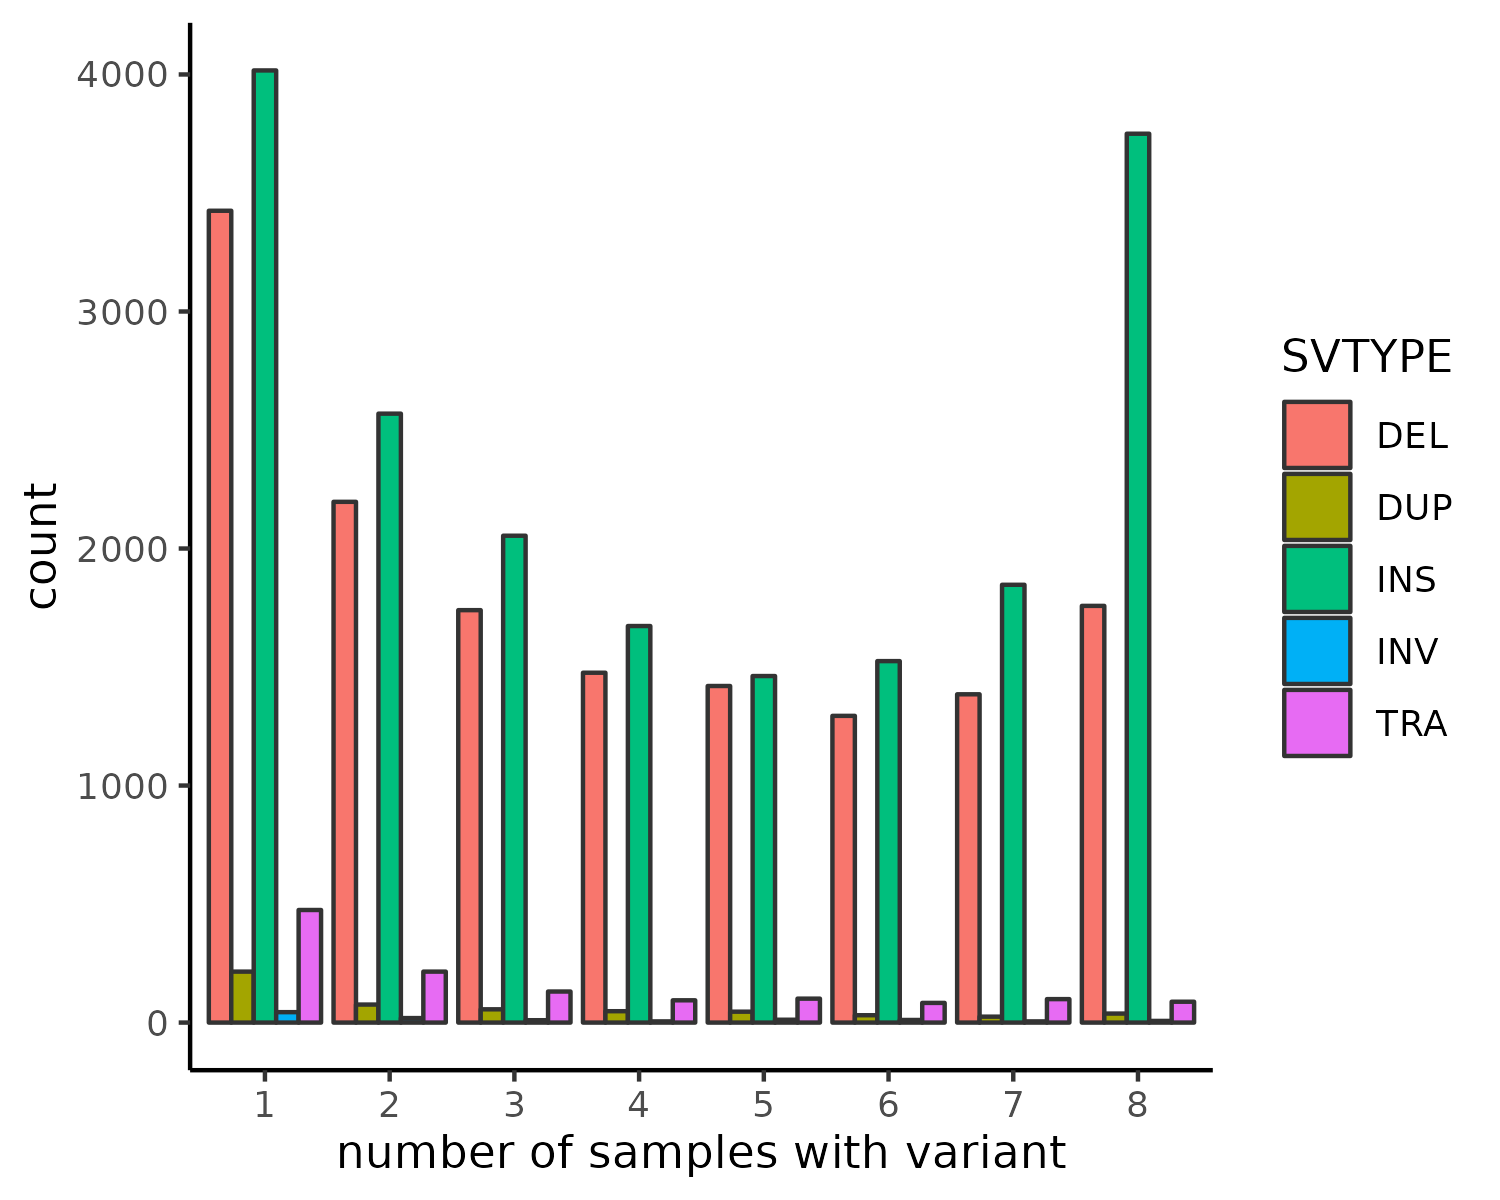 count
4000
3000
2000
1000
0
1 2 3 4 5 6 7 8
number of samples with variant
SVTYPE
DEL
DUP
INS
INV
TRA